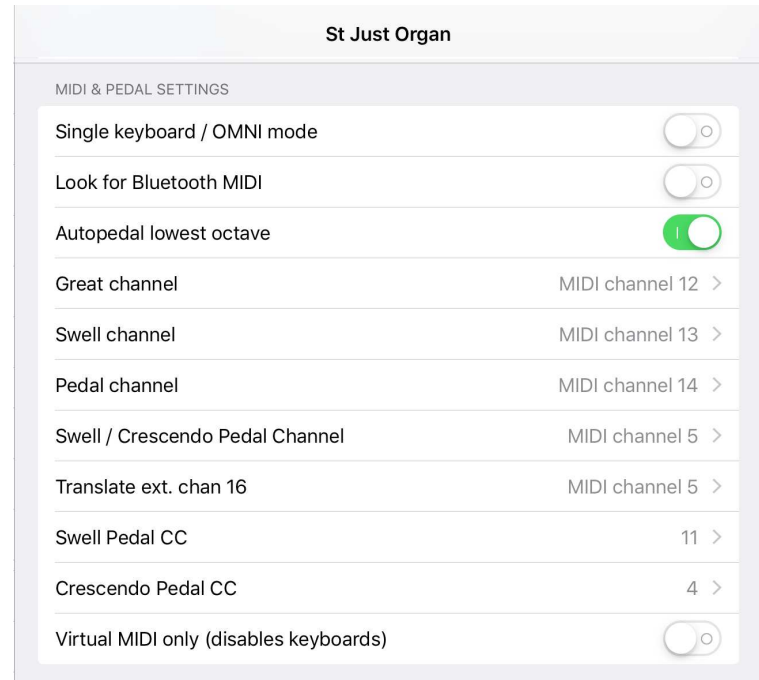 St Just Organ
MIDI & PEDAL SETTINGS
Single keyboard / OMNI mode
Look for Bluetooth MIDI
Autopedal lowest octave
Great channel MIDI channel 12
Swell channel MIDI channel 13
Pedal channel MIDI channel 14
Swell / Crescendo Pedal Channel MIDI channel 5
Translate ext. chan 16 MIDI channel 5
Swell Pedal CC 11
Crescendo Pedal CC 4
Virtual MIDI only (disables keyboards)